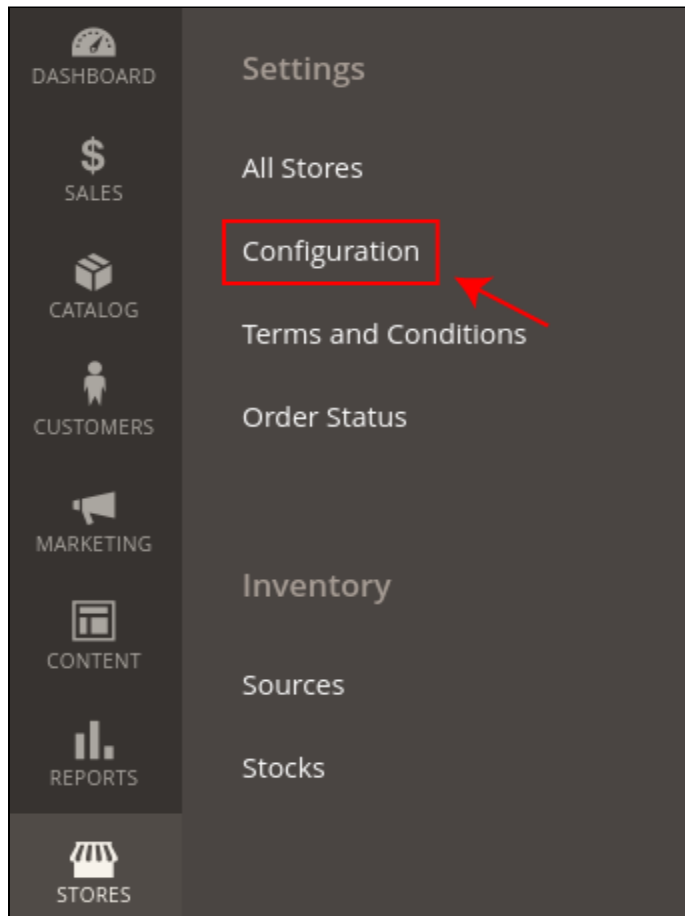 DASHBOARD
SALES
CATALOG
CUSTOMERS
MARKETING
CONTENT
REPORTS
STORES
Settings
All Stores
Configuration
Terms and Conditions
Order Status
Inventory
Sources
Stocks